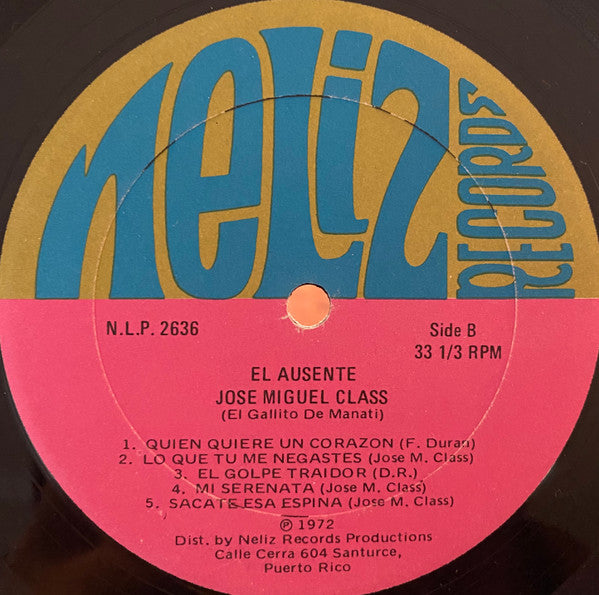 neliz RECORDS
N.L.P. 2636
Side B
33 1/3 RPM
EL AUSENTE
JOSE MIGUEL CLASS
(El Gallito De Manati)
1. QUIEN QUIERE UN CORAZON (F. Duran)
2. LO QUE TU ME NEGASTES (Jose M. Class)
3. EL GOLPE TRAIDOR (D.R.)
4. MI SERENATA (Jose M. Class)
5. SACATE ESA ESPINA (Jose M. Class)
℗ 1972
Dist. by Neliz Records Productions
Calle Cerra 604 Santurce,
Puerto Rico